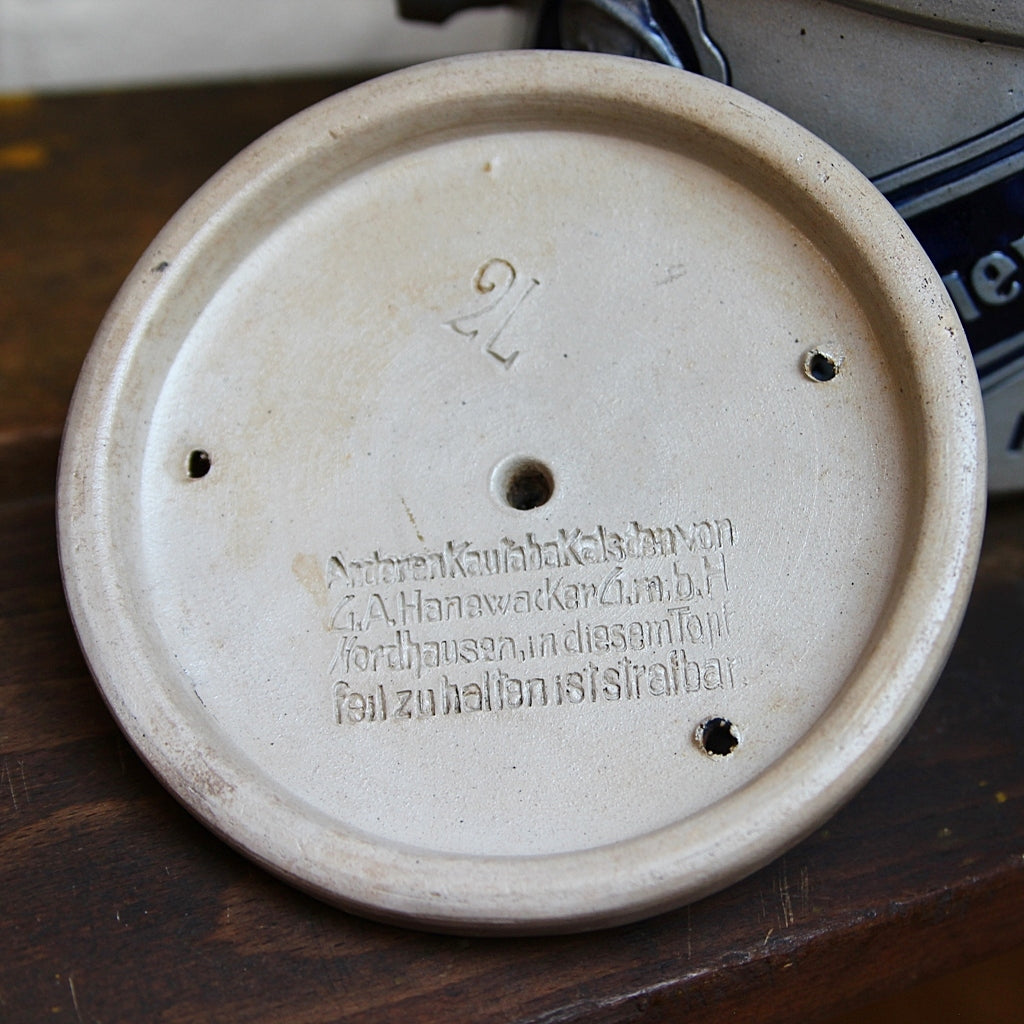 2L
Anderen Kautabak als den von
G.A. Hanewacker G.m.b.H
Nordhausen, in diesem Topf
feil zu halten ist strafbar.